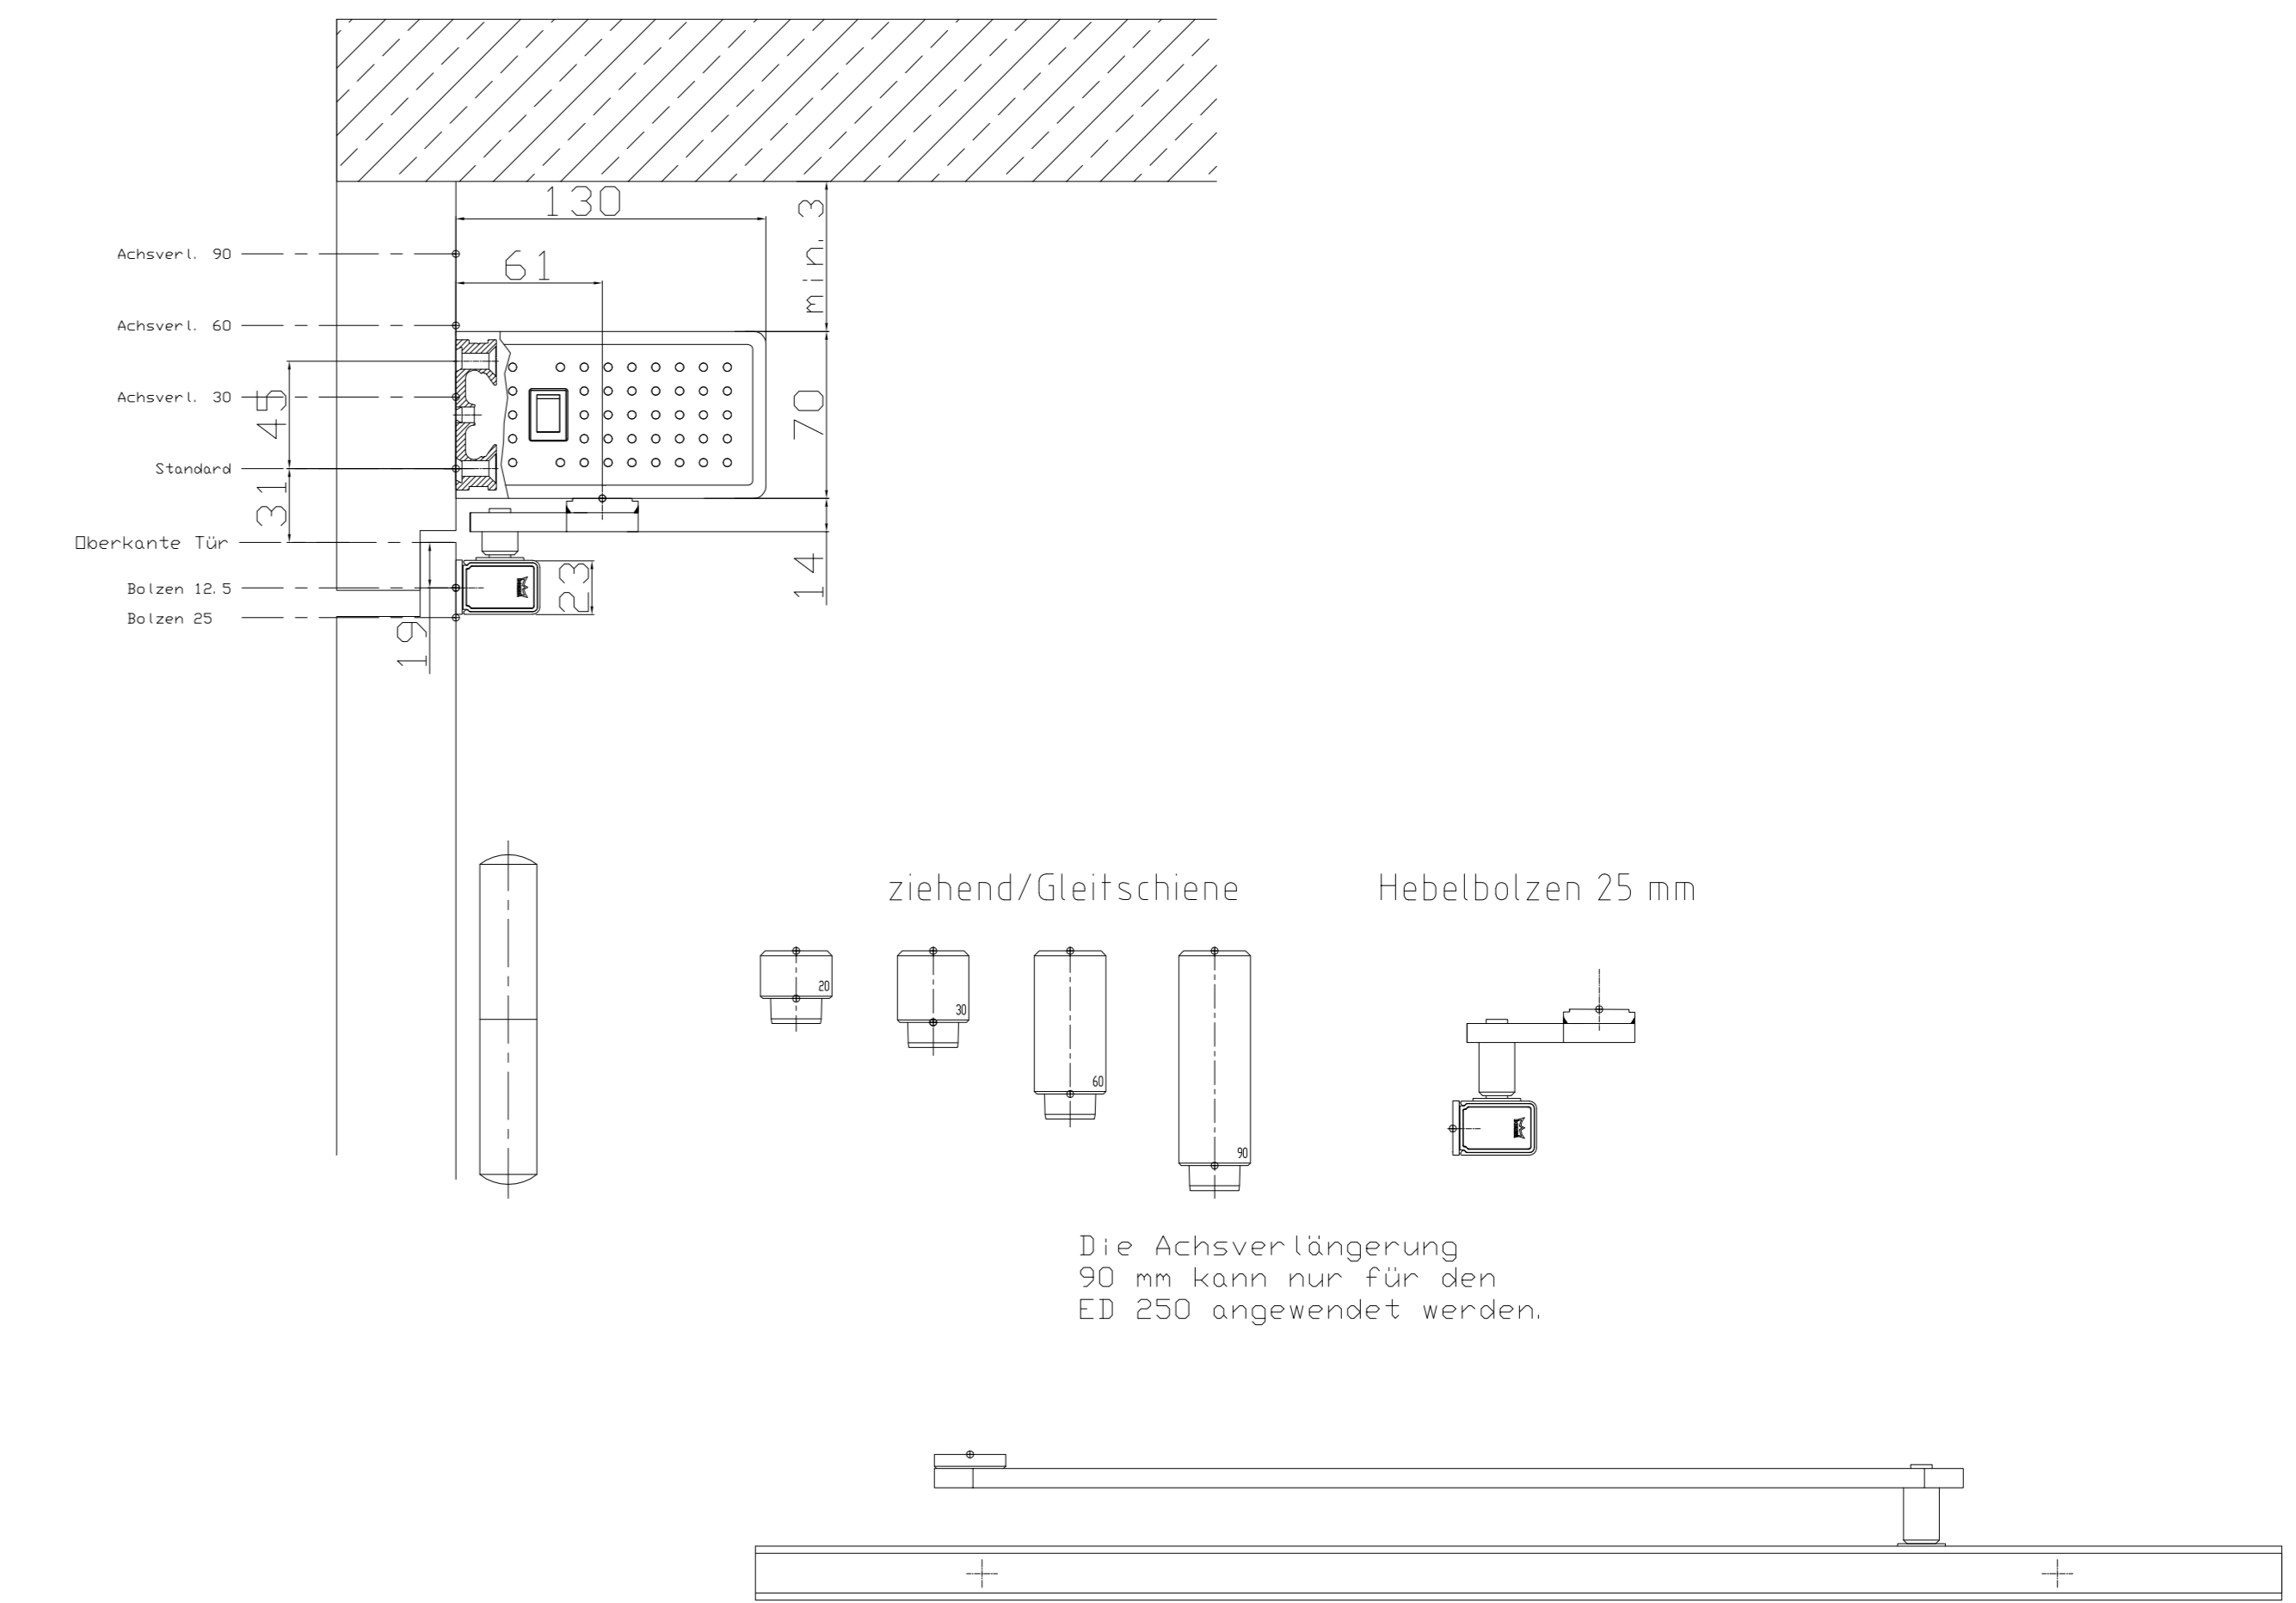 130
min. 3
Achsverl. 90
61
Achsverl. 60
Achsverl. 30
45
70
Standard
31
Oberkante Tür
14
Bolzen 12.5
23
Bolzen 25
19
ziehend/Gleitschiene
Hebelbolzen 25 mm
20
30
60
90
Die Achsverlängerung
90 mm kann nur für den
ED 250 angewendet werden.